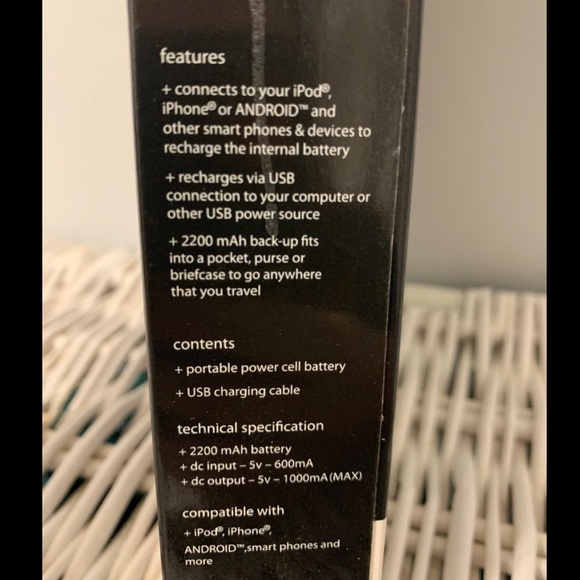 features
+ connects to your iPod®,
iPhone® or ANDROID™ and
other smart phones & devices to
recharge the internal battery
+ recharges via USB
connection to your computer or
other USB power source
+ 2200 mAh back-up fits
into a pocket, purse or
briefcase to go anywhere
that you travel
contents
+ portable power cell battery
+ USB charging cable
technical specification
+ 2200 mAh battery
+ dc input – 5v – 600mA
+ dc output – 5v – 1000mA(MAX)
compatible with
+ iPod®, iPhone®,
ANDROID™,smart phones and
more